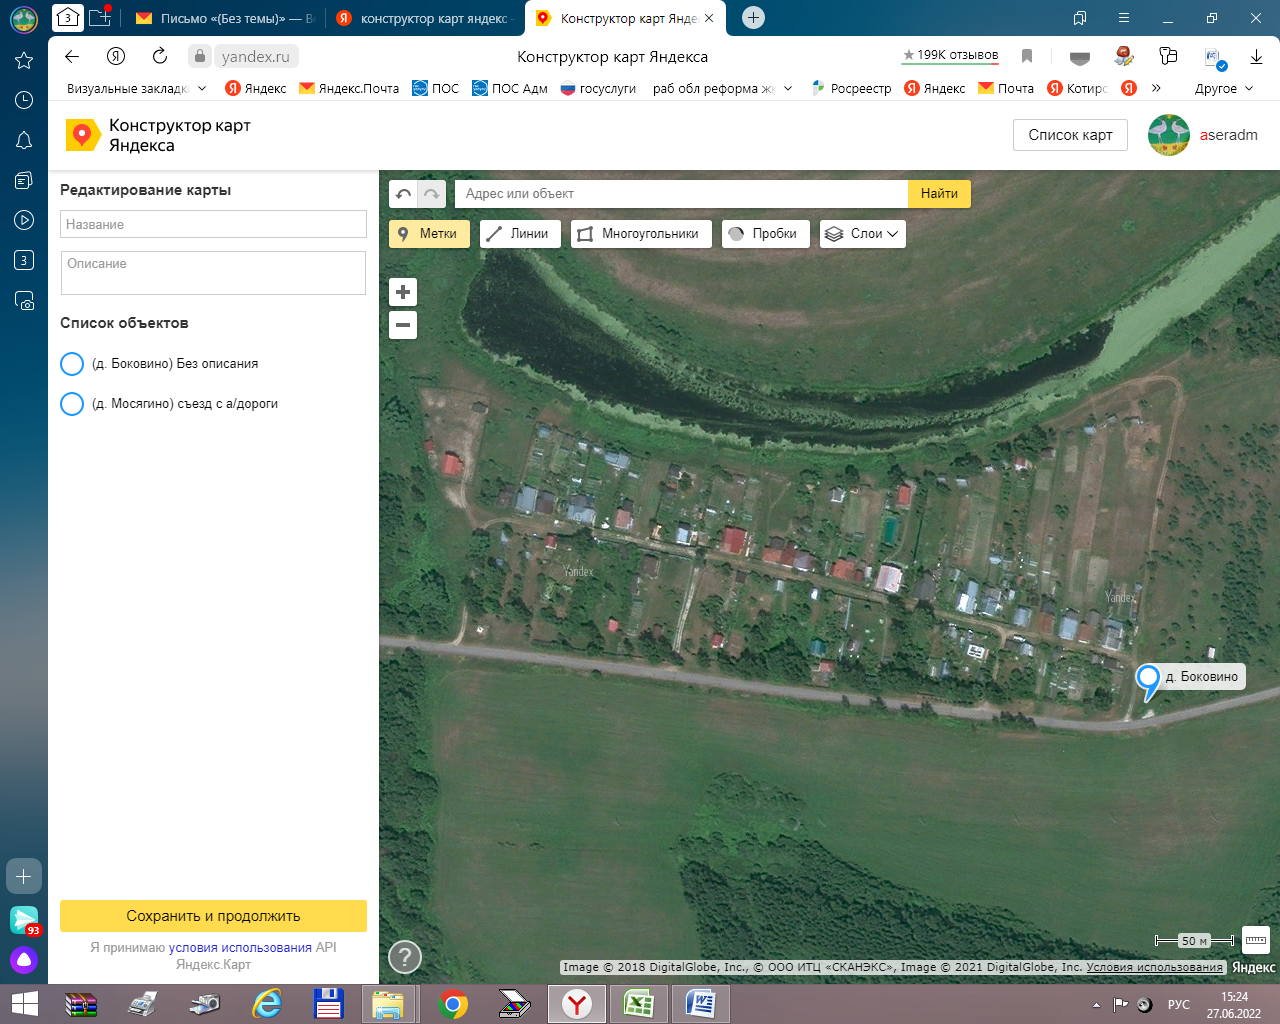 3
Письмо «(Без темы)» — В
конструктор карт яндекс -
Конструктор карт Янде
yandex.ru
Конструктор карт Яндекса
199K отзывов
Визуальные закладк
Яндекс
Яндекс.Почта
ПОС
ПОС Адм
госуслуги
раб обл реформа жк
Росреестр
Яндекс
Почта
Котирс
Другое
Конструктор карт
Яндекса
Список карт
aseradm
Редактирование карты
Название
Описание
Список объектов
(д. Боковино) Без описания
(д. Мосягино) съезд с а/дороги
Адрес или объект
Найти
Метки
Линии
Многоугольники
Пробки
Слои
3
Yandex
Yandex
д. Боковино
93
Сохранить и продолжить
Я принимаю условия использования API
Яндекс.Карт
?
50 м
Image © 2018 DigitalGlobe, Inc., © ООО ИТЦ «СКАНЭКС», Image © 2021 DigitalGlobe, Inc. Условия использования
Яндекс
РУС
15:24
27.06.2022